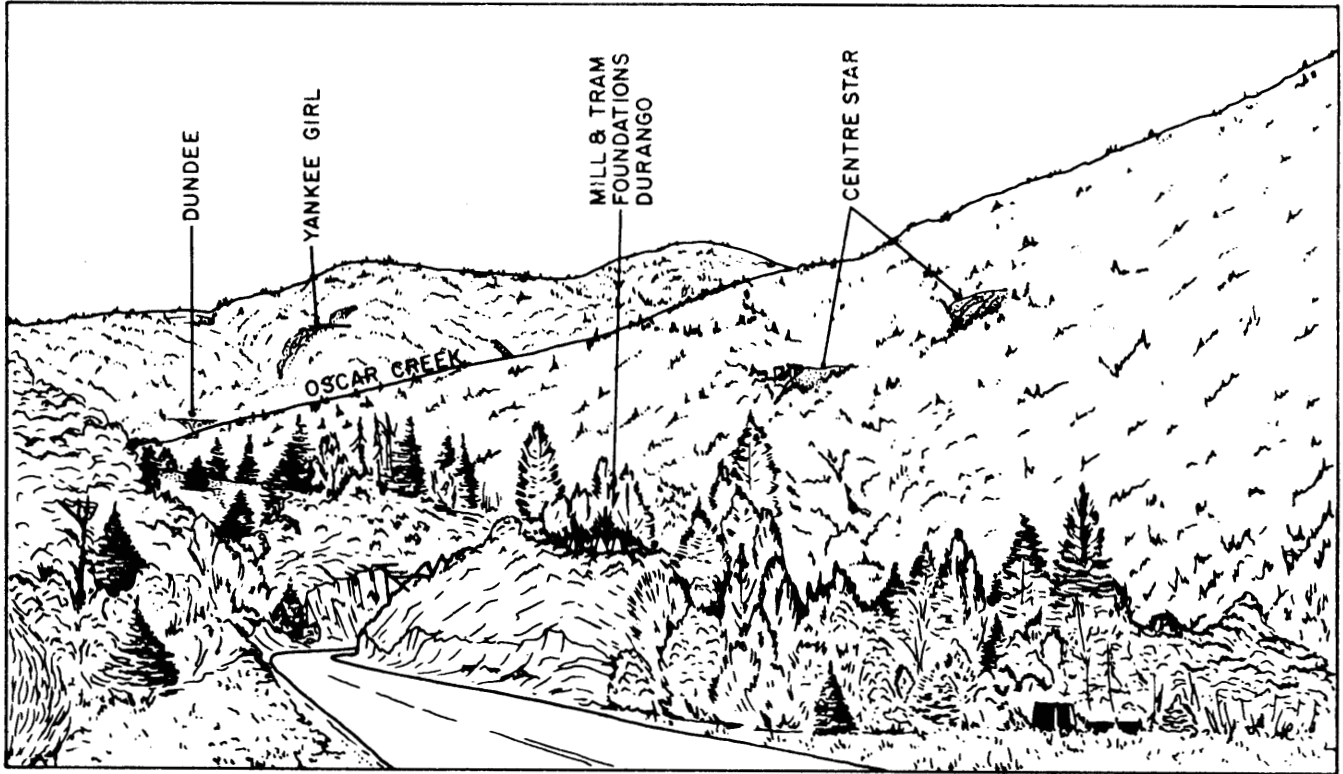 DUNDEE
YANKEE GIRL
MILL & TRAM
FOUNDATIONS
DURANGO
CENTRE STAR
OSCAR CREEK